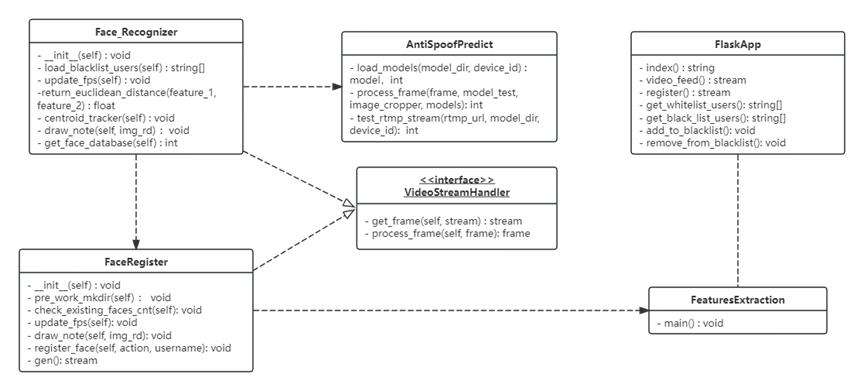 Face_Recognizer
- __init__(self) : void
- load_blacklist_users(self) : string[]
- update_fps(self) : void
-return_euclidean_distance(feature_1,
feature_2) : float
- centroid_tracker(self) : void
- draw_note(self, img_rd) : void
- get_face_database(self) : int
AntiSpoofPredict
- load_models(model_dir, device_id) :
model, int
- process_frame(frame, model_test,
image_cropper, models): int
- test_rtmp_stream(rtmp_url, model_dir,
device_id): int
FlaskApp
- index() : string
- video_feed() : stream
- register() : stream
- get_whitelist_users(): string[]
- get_black_list_users(): string[]
- add_to_blacklist(): void
- remove_from_blacklist(): void
<<interface>>
VideoStreamHandler
- get_frame(self, stream) : stream
- process_frame(self, frame): frame
FaceRegister
- __init__(self) : void
- pre_work_mkdir(self) : void
- check_existing_faces_cnt(self): void
- update_fps(self): void
- draw_note(self, img_rd): void
- register_face(self, action, username): void
- gen(): stream
FeaturesExtraction
- main() : void